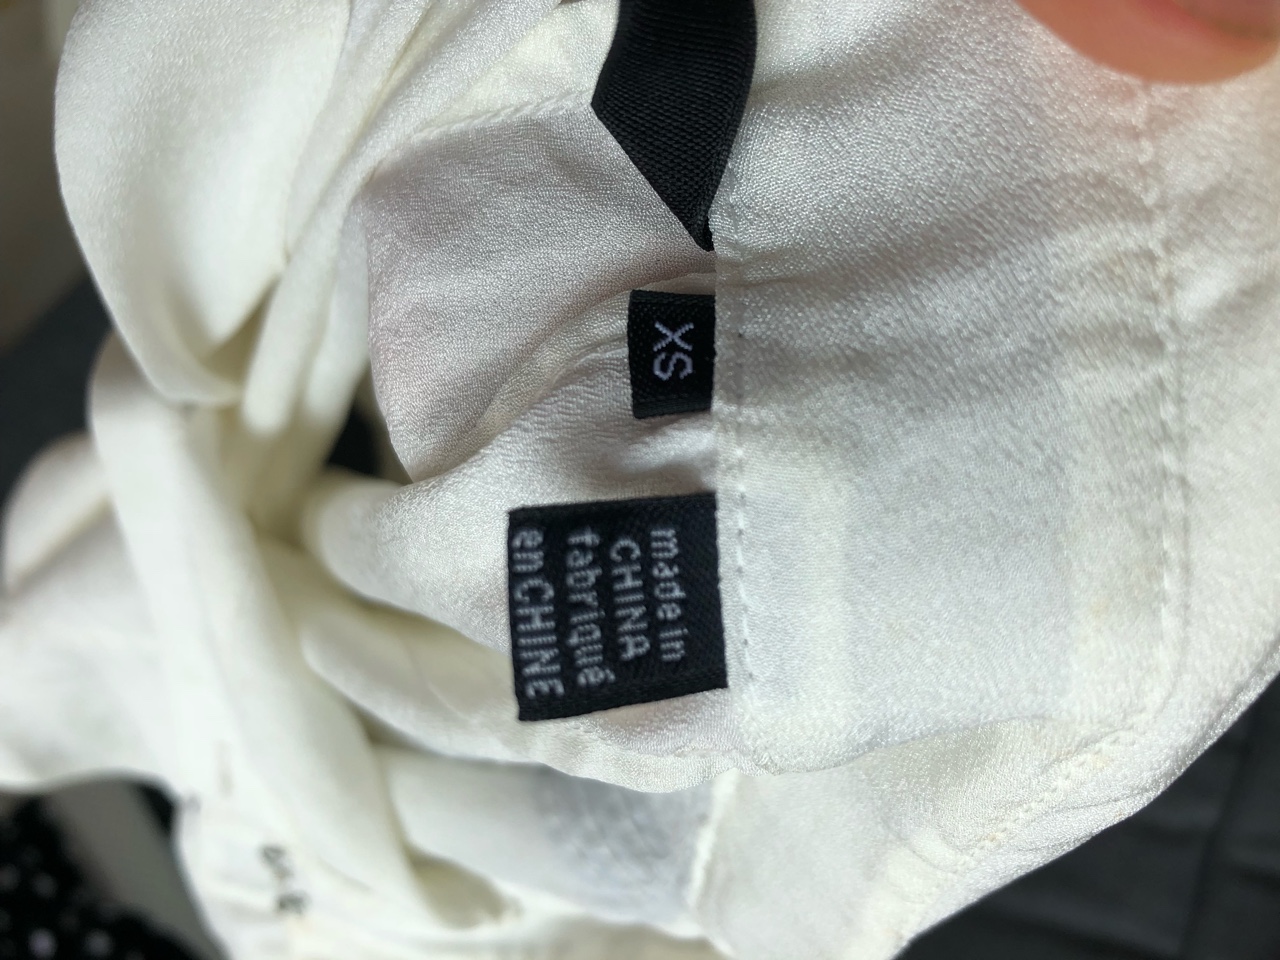 XS
made in
CHINA
fabriqué
en CHINE